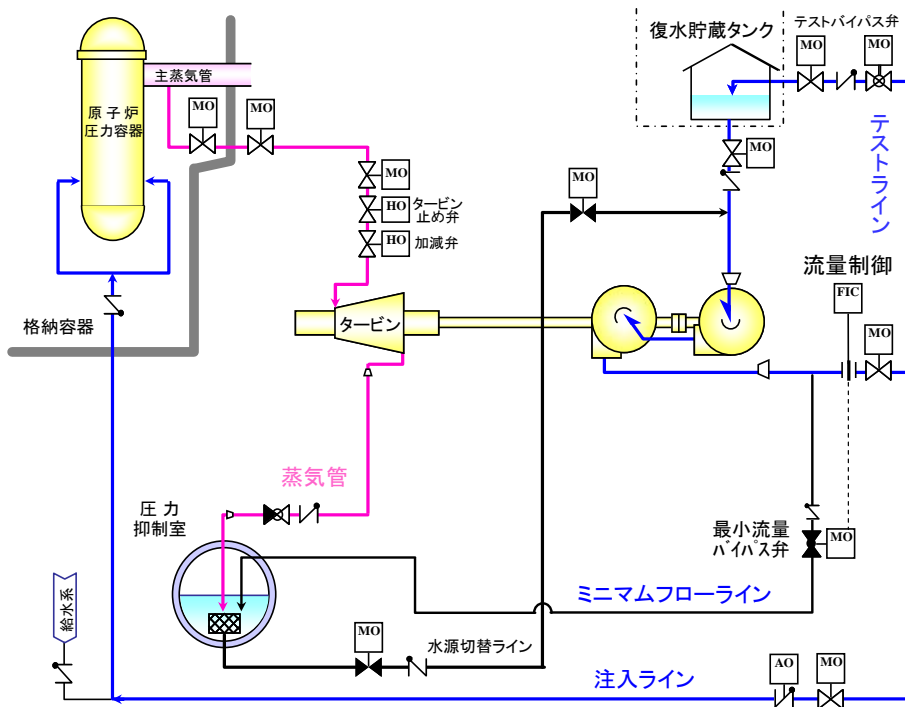 復水貯蔵タンク
テストバイパス弁
MO
MO
主蒸気管
原子炉
圧力容器
MO
MO
MO
テストライン
MO
MO
HO
タービン
止め弁
HO
加減弁
流量制御
FIC
格納容器
タービン
MO
蒸気管
圧力
抑制室
最小流量
バイパス弁
MO
給水系
ミニマムフローライン
MO
水源切替ライン
注入ライン
AO
MO